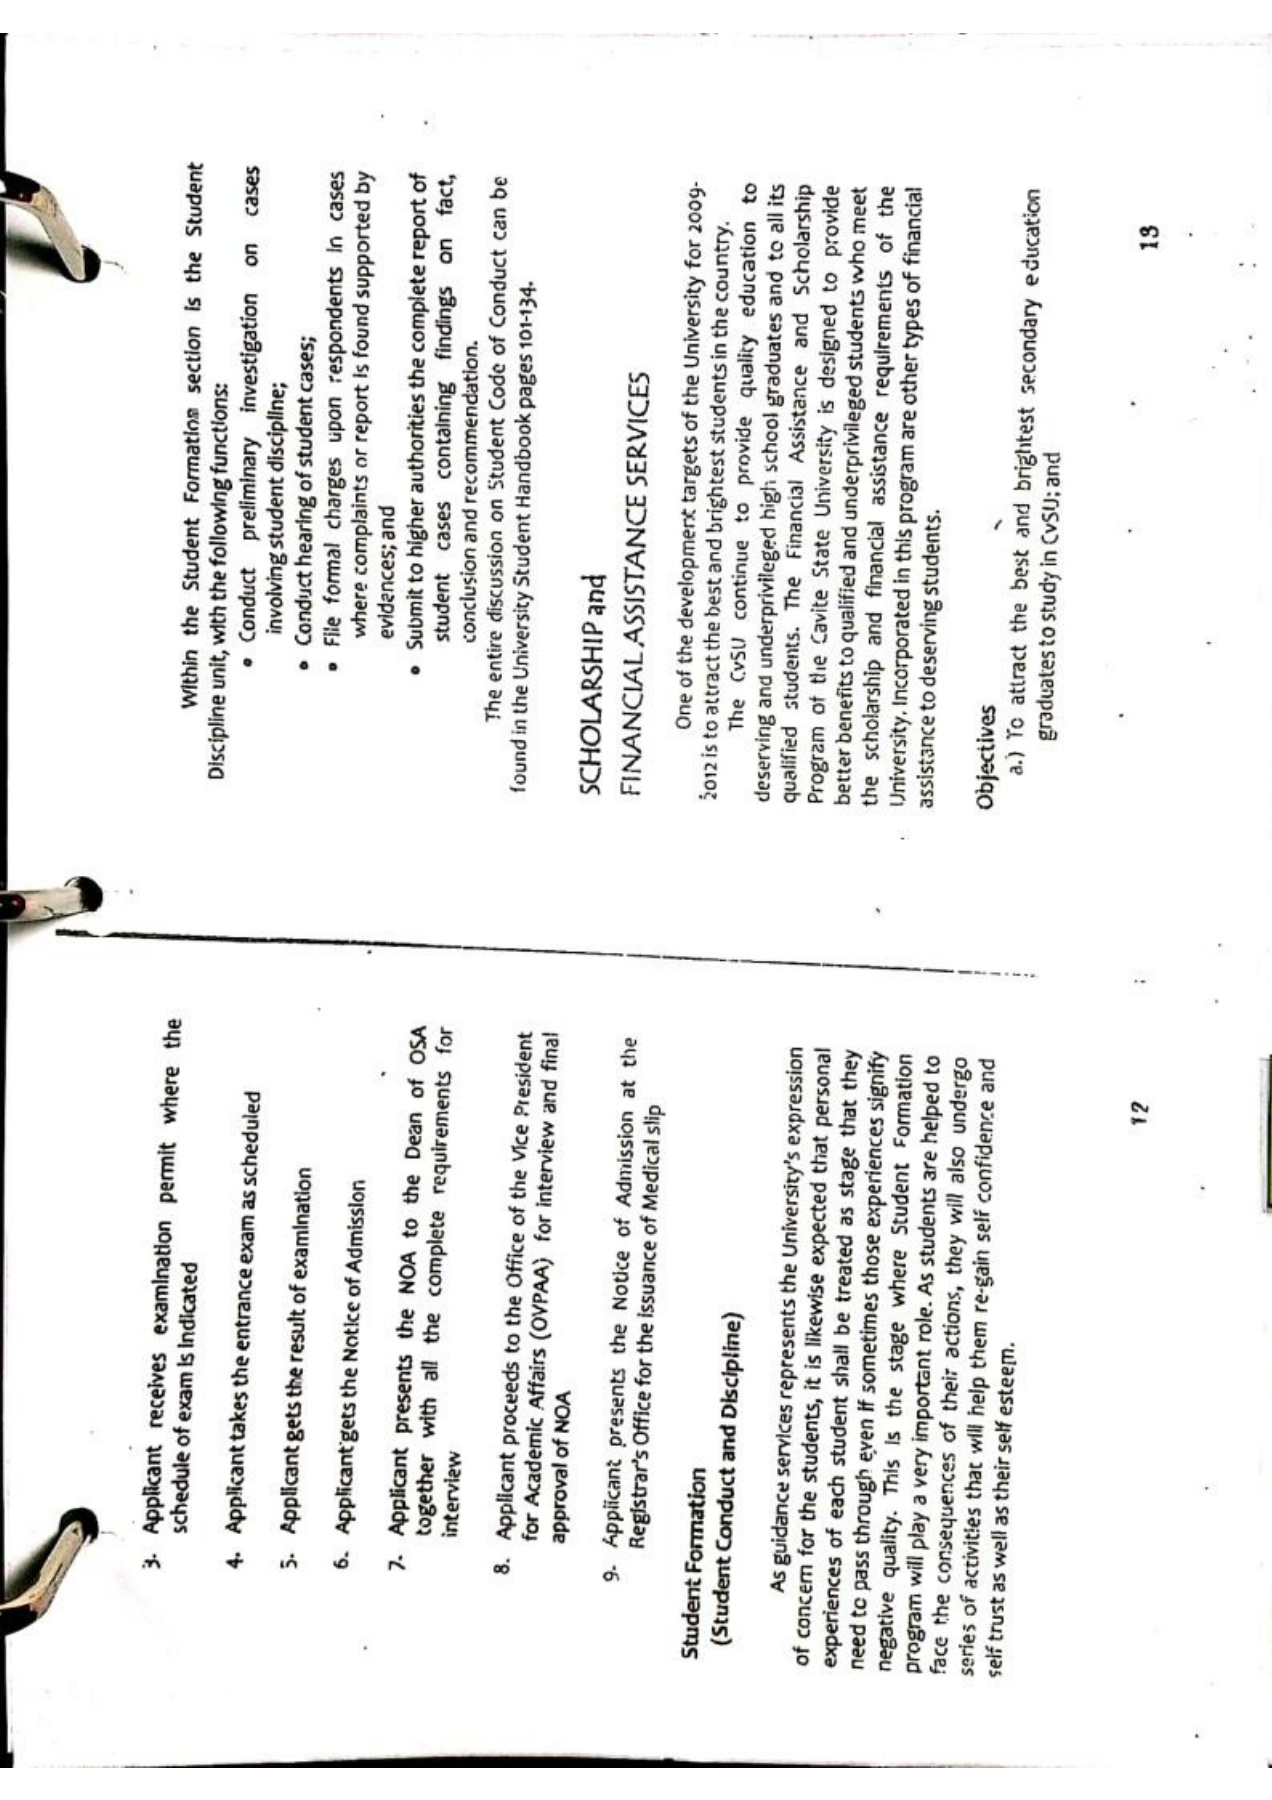 3. Applicant receives examination permit where the
schedule of exam is indicated
4. Applicant takes the entrance exam as scheduled
5. Applicant gets the result of examination
6. Applicant gets the Notice of Admission
7. Applicant presents the NOA to the Dean of OSA
together with all the complete requirements for
interview
8. Applicant proceeds to the Office of the Vice President
for Academic Affairs (OVPAA) for interview and final
approval of NOA
9. Applicant presents the Notice of Admission at the
Registrar's Office for the issuance of Medical slip
Student Formation
(Student Conduct and Discipline)
As guidance services represents the University's expression
of concern for the students, it is likewise expected that personal
experiences of each student shall be treated as stage that they
need to pass through even if sometimes those experiences signify
negative quality. This is the stage where Student Formation
program will play a very important role. As students are helped to
face the consequences of their actions, they will also undergo
series of activities that will help them re-gain self confidence and
self trust as well as their self esteem.
12
Within the Student Formation section is the Student
Discipline unit, with the following functions:
• Conduct preliminary investigation on cases
involving student discipline;
• Conduct hearing of student cases;
• File formal charges upon respondents in cases
where complaints or report is found supported by
evidences; and
• Submit to higher authorities the complete report of
student cases containing findings on fact,
conclusion and recommendation.
The entire discussion on Student Code of Conduct can be
found in the University Student Handbook pages 101-134.
SCHOLARSHIP and
FINANCIAL ASSISTANCE SERVICES
One of the development targets of the University for 2009-
2012 is to attract the best and brightest students in the country.
The CvSU continue to provide quality education to
deserving and underprivileged high school graduates and to all its
qualified students. The Financial Assistance and Scholarship
Program of the Cavite State University is designed to provide
better benefits to qualified and underprivileged students who meet
the scholarship and financial assistance requirements of the
University. Incorporated in this program are other types of financial
assistance to deserving students.
Objectives
a.) To attract the best and brightest secondary education
graduates to study in CvSU; and
13